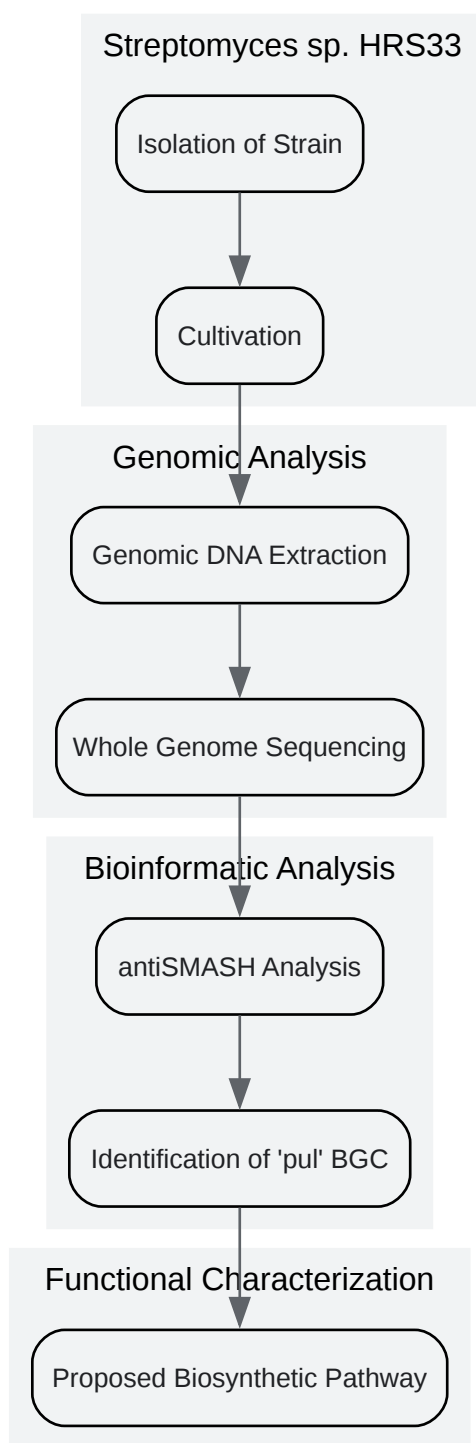 Streptomyces sp. HRS33
Isolation of Strain
Cultivation
Genomic Analysis
Genomic DNA Extraction
Whole Genome Sequencing
Bioinformatic Analysis
antiSMASH Analysis
Identification of 'pul' BGC
Functional Characterization
Proposed Biosynthetic Pathway